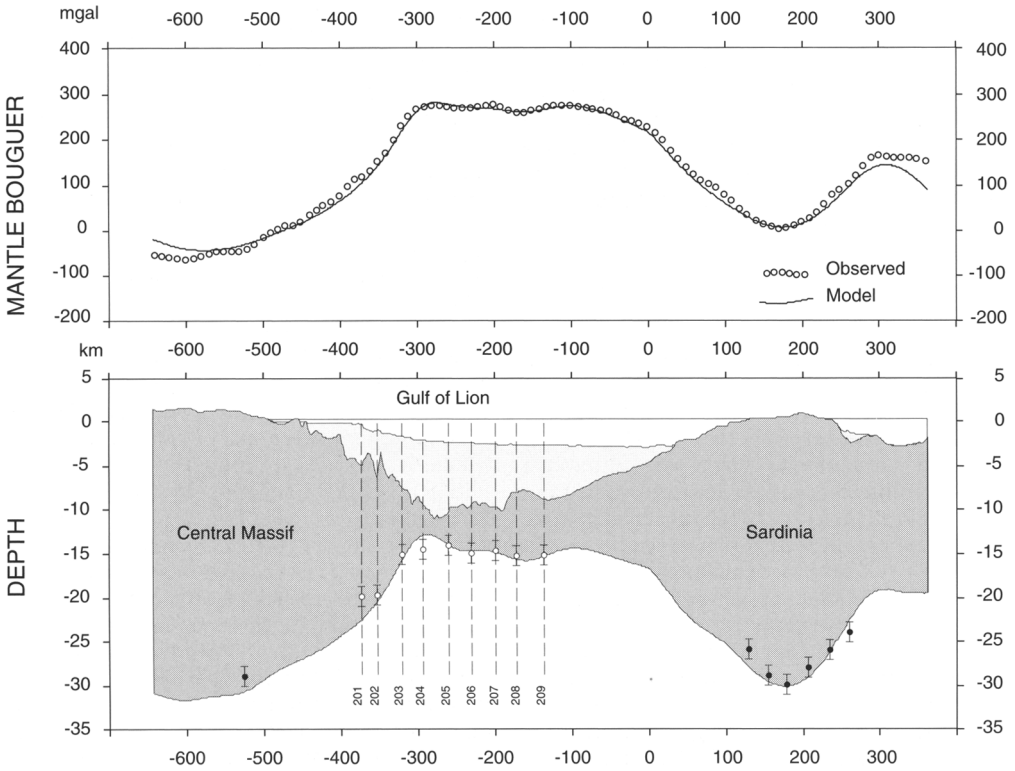 mgal -600 -500 -400 -300 -200 -100 0 100 200 300
400 400
300 300
200 200
100 100
0 0
-100 -100
-200 -200
MANTLE BOUGUER
Observed
Model
km -600 -500 -400 -300 -200 -100 0 100 200 300
5 5
Gulf of Lion
0 0
-5 -5
-10 -10
Central Massif Sardinia
-15 -15
-20 -20
-25 -25
-30 -30
-35 -35
DEPTH
201 202 203 204 205 206 207 208 209
-600 -500 -400 -300 -200 -100 0 100 200 300